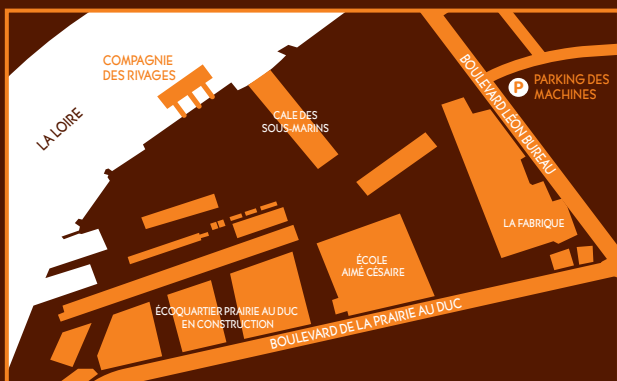 COMPAGNIE
DES RIVAGES
LA LOIRE
CALE DES
SOUS-MARINS
BOULEVARD LÉON BUREAU
P
PARKING DES
MACHINES
LA FABRIQUE
ÉCOLE
AIMÉ CÉSAIRE
ÉCOQUARTIER PRAIRIE AU DUC
EN CONSTRUCTION
BOULEVARD DE LA PRAIRIE AU DUC